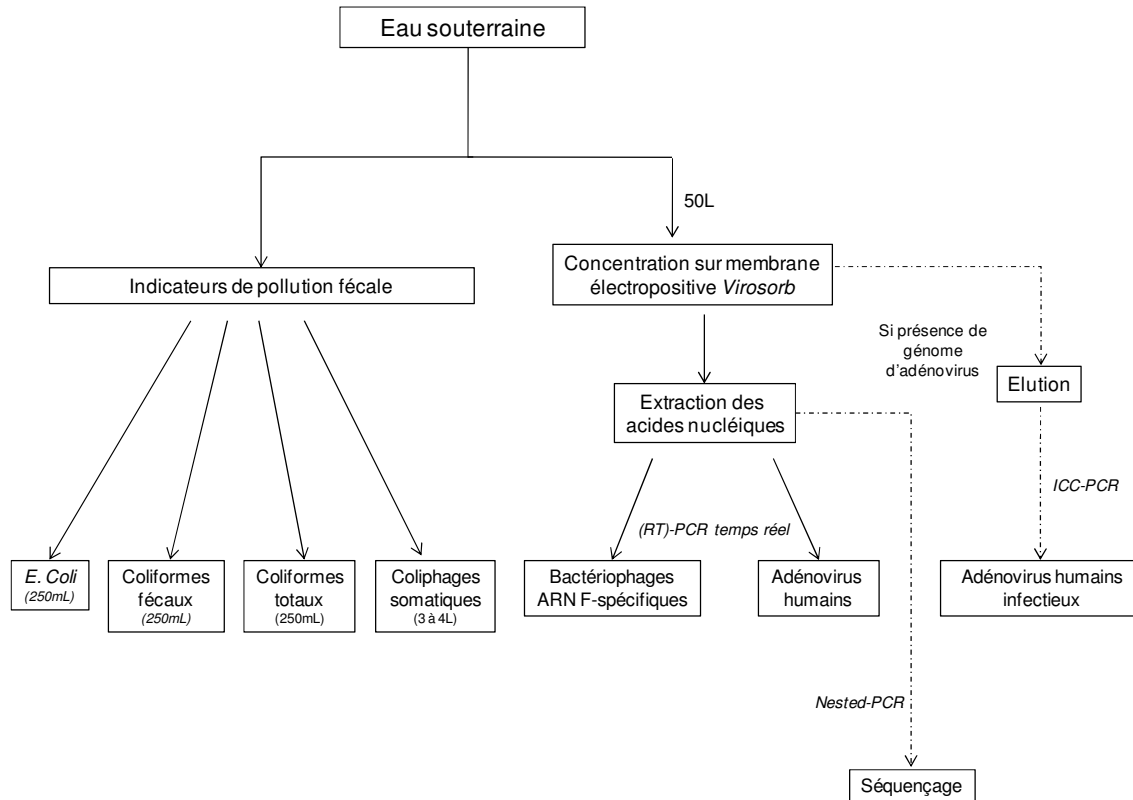 Eau souterraine
50L
Indicateurs de pollution fécale
Concentration sur membrane
électropositive Virosorb
Si présence de
génome
d'adénovirus
Elution
Extraction des
acides nucléiques
ICC-PCR
(RT)-PCR temps réel
E. Coli
(250mL)
Coliformes
fécaux
(250mL)
Coliformes
totaux
(250mL)
Coliphages
somatiques
(3 à 4L)
Bactériophages
ARN F-spécifiques
Adénovirus
humains
Adénovirus humains
infectieux
Nested-PCR
Séquençage